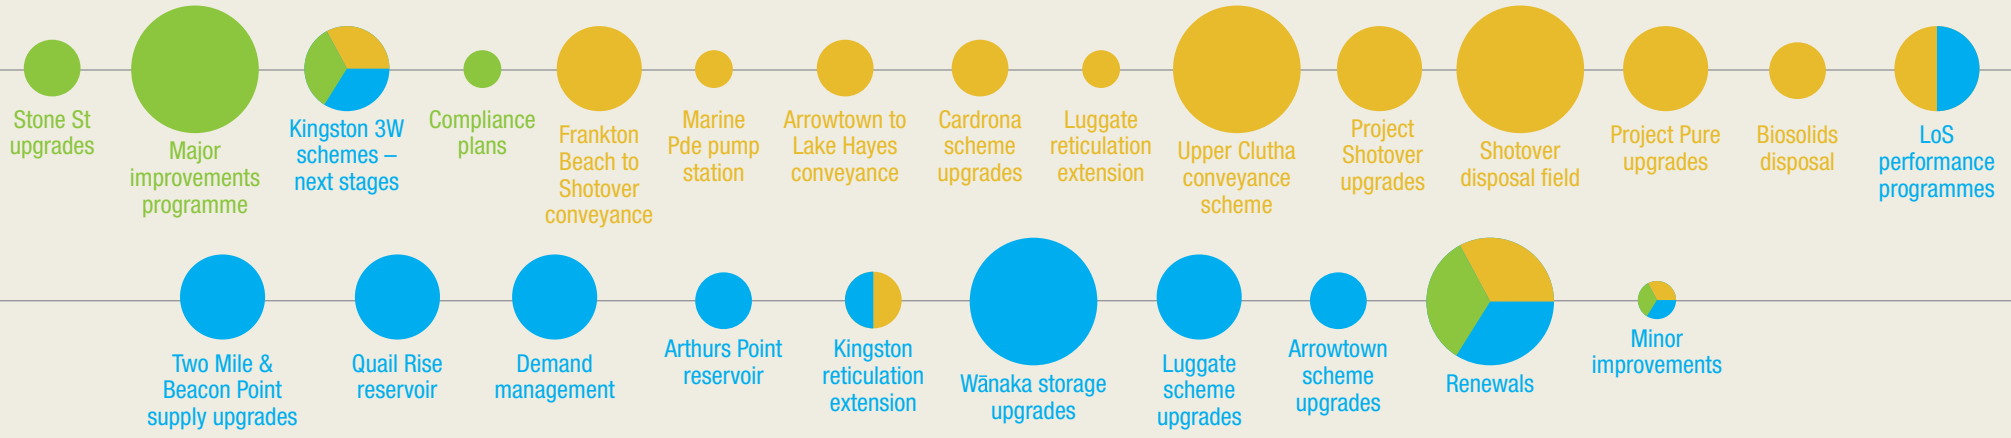 Stone St
upgrades
Major
improvements
programme
Kingston 3W
schemes –
next stages
Compliance
plans
Frankton
Beach to
Shotover
conveyance
Marine
Pde pump
station
Arrowtown to
Lake Hayes
conveyance
Cardrona
scheme
upgrades
Luggate
reticulation
extension
Upper Clutha
conveyance
scheme
Project
Shotover
upgrades
Shotover
disposal field
Project Pure
upgrades
Biosolids
disposal
LoS
performance
programmes
Two Mile &
Beacon Point
supply upgrades
Quail Rise
reservoir
Demand
management
Arthurs Point
reservoir
Kingston
reticulation
extension
Wānaka storage
upgrades
Luggate
scheme
upgrades
Arrowtown
scheme
upgrades
Renewals
Minor
improvements